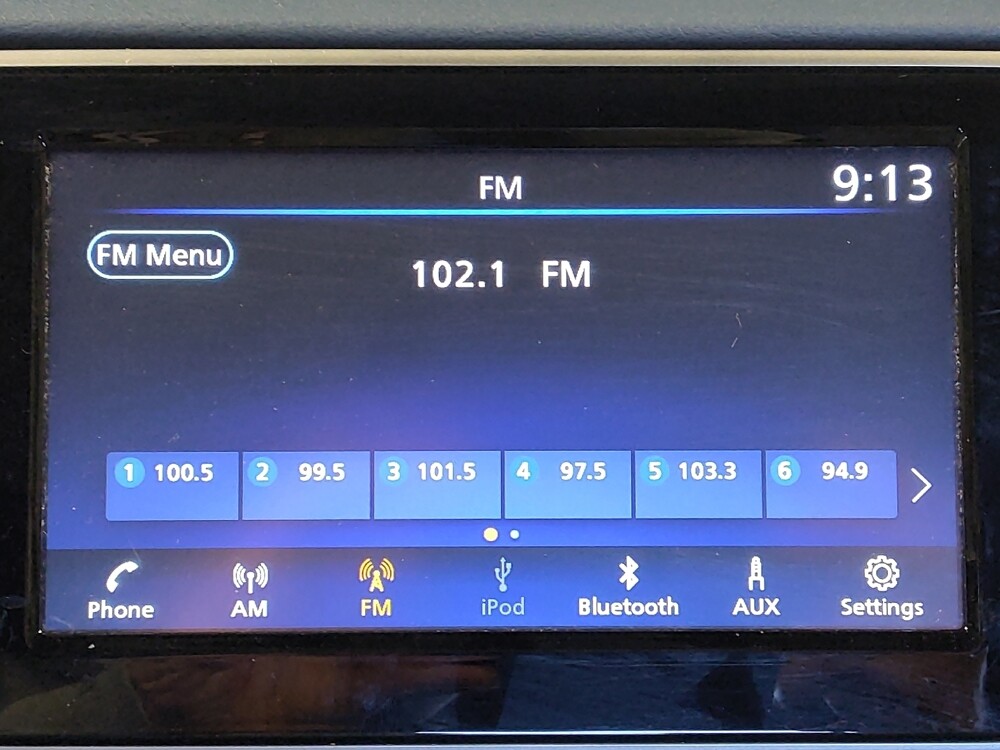 FM 9:13
FM Menu
102.1 FM
1 100.5 2 99.5 3 101.5 4 97.5 5 103.3 6 94.9
Phone AM FM iPod Bluetooth AUX Settings